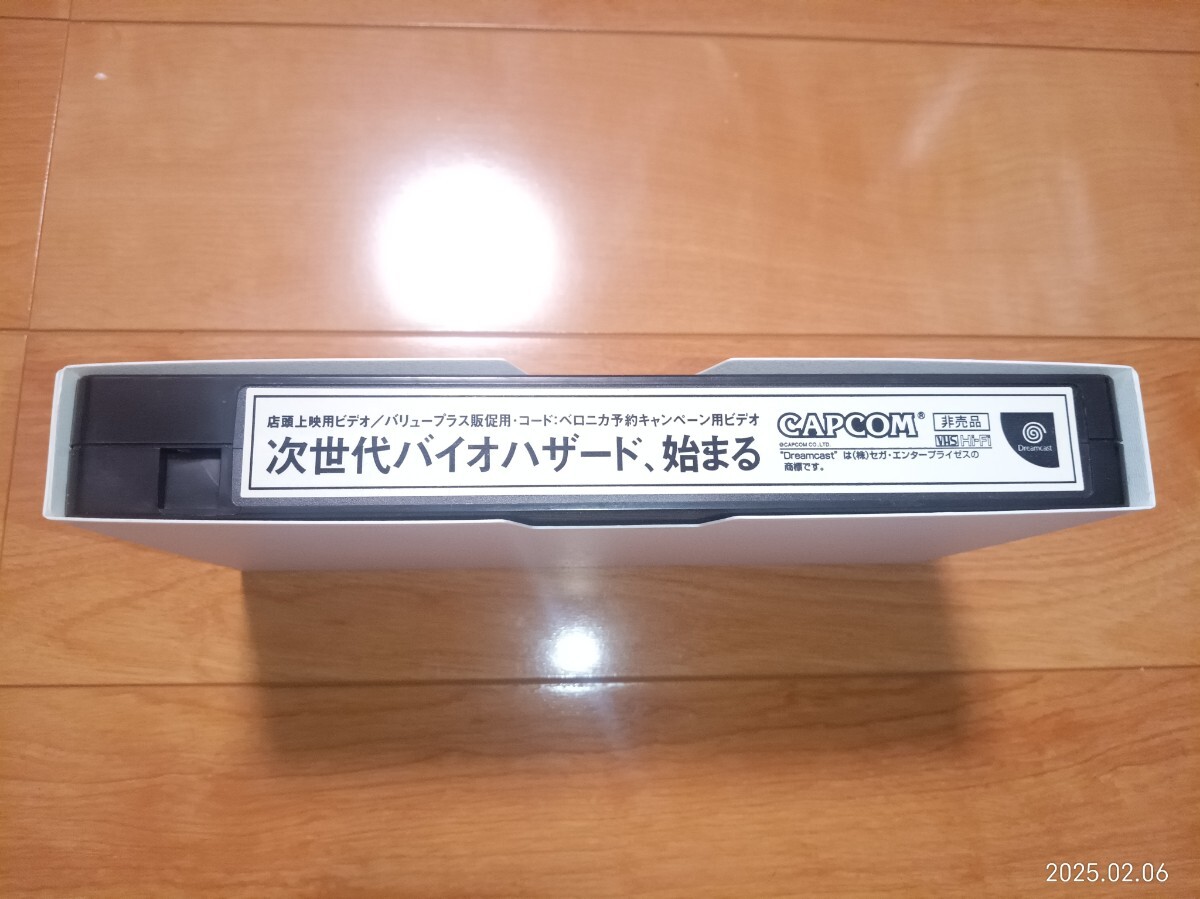 店頭上映用ビデオ/バリュープラス販促用・コード:ベロニカ予約キャンペーン用ビデオ
次世代バイオハザード、始まる
CAPCOM®
©CAPCOM CO.,LTD
非売品
VHS Hi-Fi
"Dreamcast" は(株)セガ・エンタープライゼスの
商標です。
Dreamcast
2025.02.06